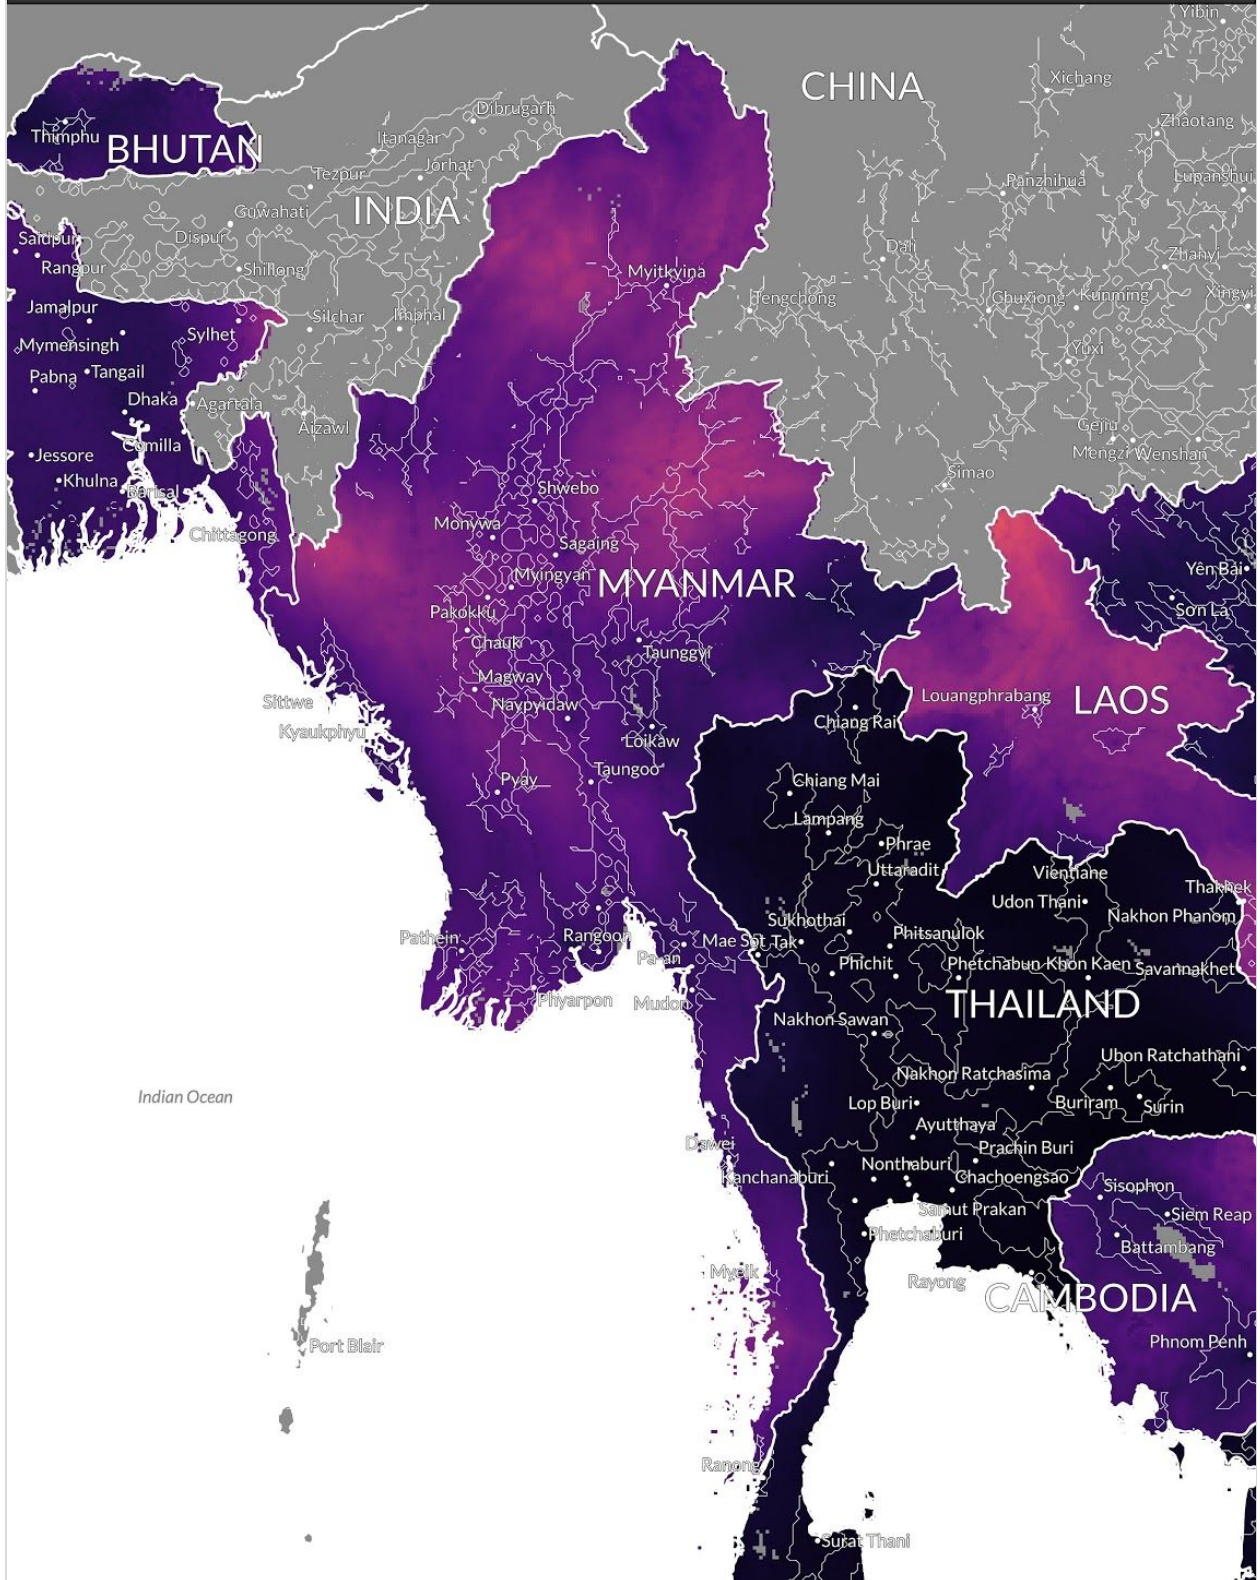 Yibin
CHINA
Xichang
Dibrugarh
Zhaotang
Thimphu
BHUTAN
Itanagar
Jorhat
Tezpur
Panzhihua
Lupanshui
INDIA
Guwahati
Dispur
Saidpur
Rangpur
Shillong
Dali
Zhanyi
Myitkyina
Tengchong
Chuxiong
Kunming
Xingyi
Jamalpur
Silchar
Imphal
Sylhet
Mymensingh
Yuxi
Pabna
Tangail
Dhaka
Agartala
Aizawl
Comilla
Gejiu
Mengzi
Wenshan
Jessore
Simao
Khulna
Barisal
Shwebo
Chittagong
Monywa
Sagaing
Myingyan
MYANMAR
Yên Bái
Sơn La
Pakokku
Chauk
Taunggyi
Magway
Louangphrabang
LAOS
Sittwe
Naypyidaw
Kyaukphyu
Chiang Rai
Loikaw
Taungoo
Pyay
Chiang Mai
Lampang
Phrae
Uttaradit
Vientiane
Thakhek
Udon Thani
Nakhon Phanom
Sukhothai
Phitsanulok
Pathein
Rangoon
Mae Sot
Tak
Pa-an
Phichit
Phetchabun
Khon Kaen
Savannakhet
Phyarpon
Mudon
THAILAND
Nakhon Sawan
Ubon Ratchathani
Nakhon Ratchasima
Indian Ocean
Lop Buri
Buriram
Surin
Ayutthaya
Dawei
Prachin Buri
Nonthaburi
Kanchanaburi
Chachoengsao
Sisophon
Samut Prakan
Siem Reap
Phetchaburi
Battambang
Myeik
Rayong
CAMBODIA
Port Blair
Phnom Penh
Ranong
Surat Thani